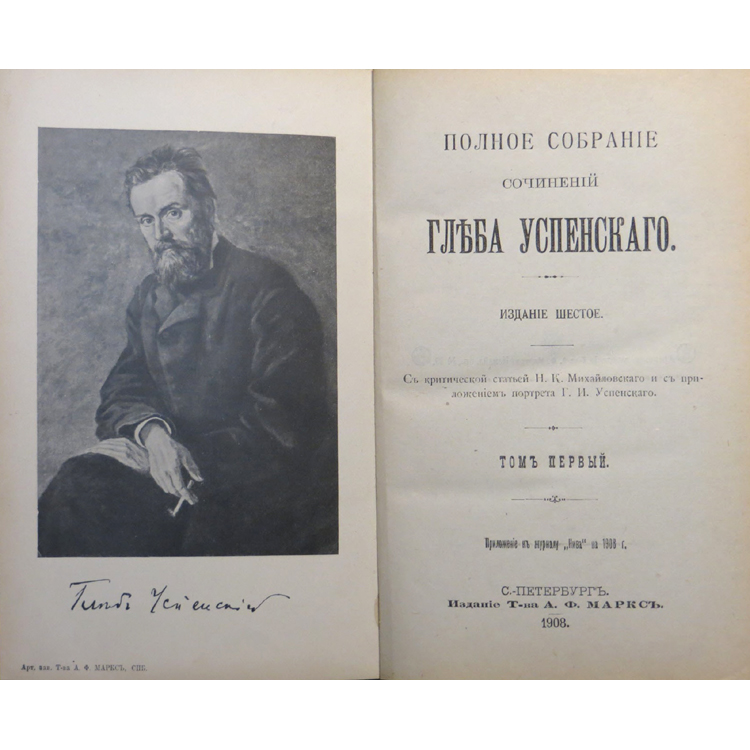 Глѣбъ Успенскій
Арт. зав. Т-ва А. Ф. МАРКСЪ, СПБ.
ПОЛНОЕ СОБРАНІЕ
СОЧИНЕНІЙ
ГЛѢБА УСПЕНСКАГО.
ИЗДАНІЕ ШЕСТОЕ.
Съ критической статьей Н. К. Михайловскаго и съ при-
ложеніемъ портрета Г. И. Успенскаго.
ТОМЪ ПЕРВЫЙ.
Приложеніе къ журналу „Нива" на 1908 г.
С.-ПЕТЕРБУРГЪ.
Изданіе Т-ва А. Ф. МАРКСЪ.
1908.